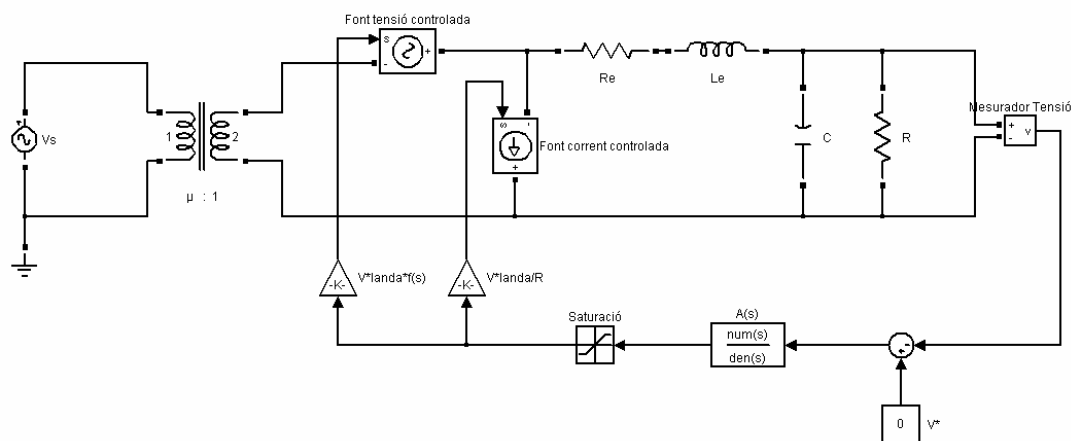 Font tensió controlada
s
+
-
Re
Le
Vs
1
2
µ : 1
s
-
+
Font corrent controlada
C
R
Mesurador Tensió
+
-
v
-K-
V*landa*f(s)
-K-
V*landa/R
Saturació
A(s)
num(s)
den(s)
-
+
0
V*